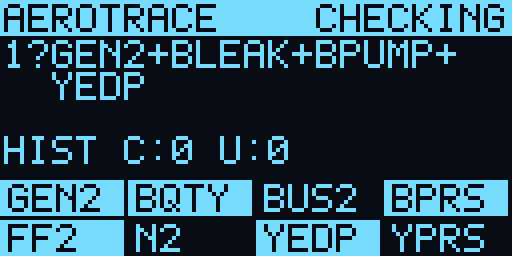 AEROTRACE CHECKING
1?GEN2+BLEAK+BPUMP+
YEDP
HIST C:0 U:0
GEN2 BQTY BUS2 BPRS
FF2 N2 YEDP YPRS